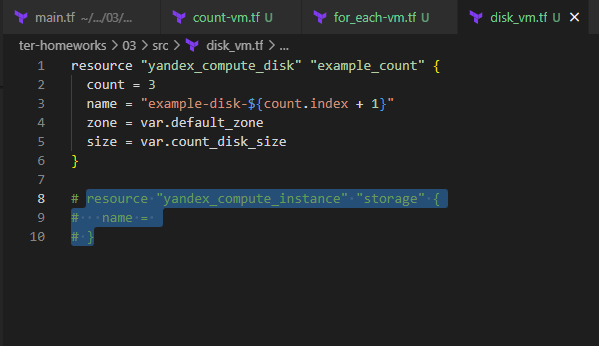 main.tf ~/.../03/... count-vm.tf U for_each-vm.tf U disk_vm.tf U
ter-homeworks > 03 > src > disk_vm.tf > ...
1 resource "yandex_compute_disk" "example_count" {
2   count = 3
3   name = "example-disk-${count.index + 1}"
4   zone = var.default_zone
5   size = var.count_disk_size
6 }
7
8 # resource "yandex_compute_instance" "storage" {
9 #   name =
10 # }